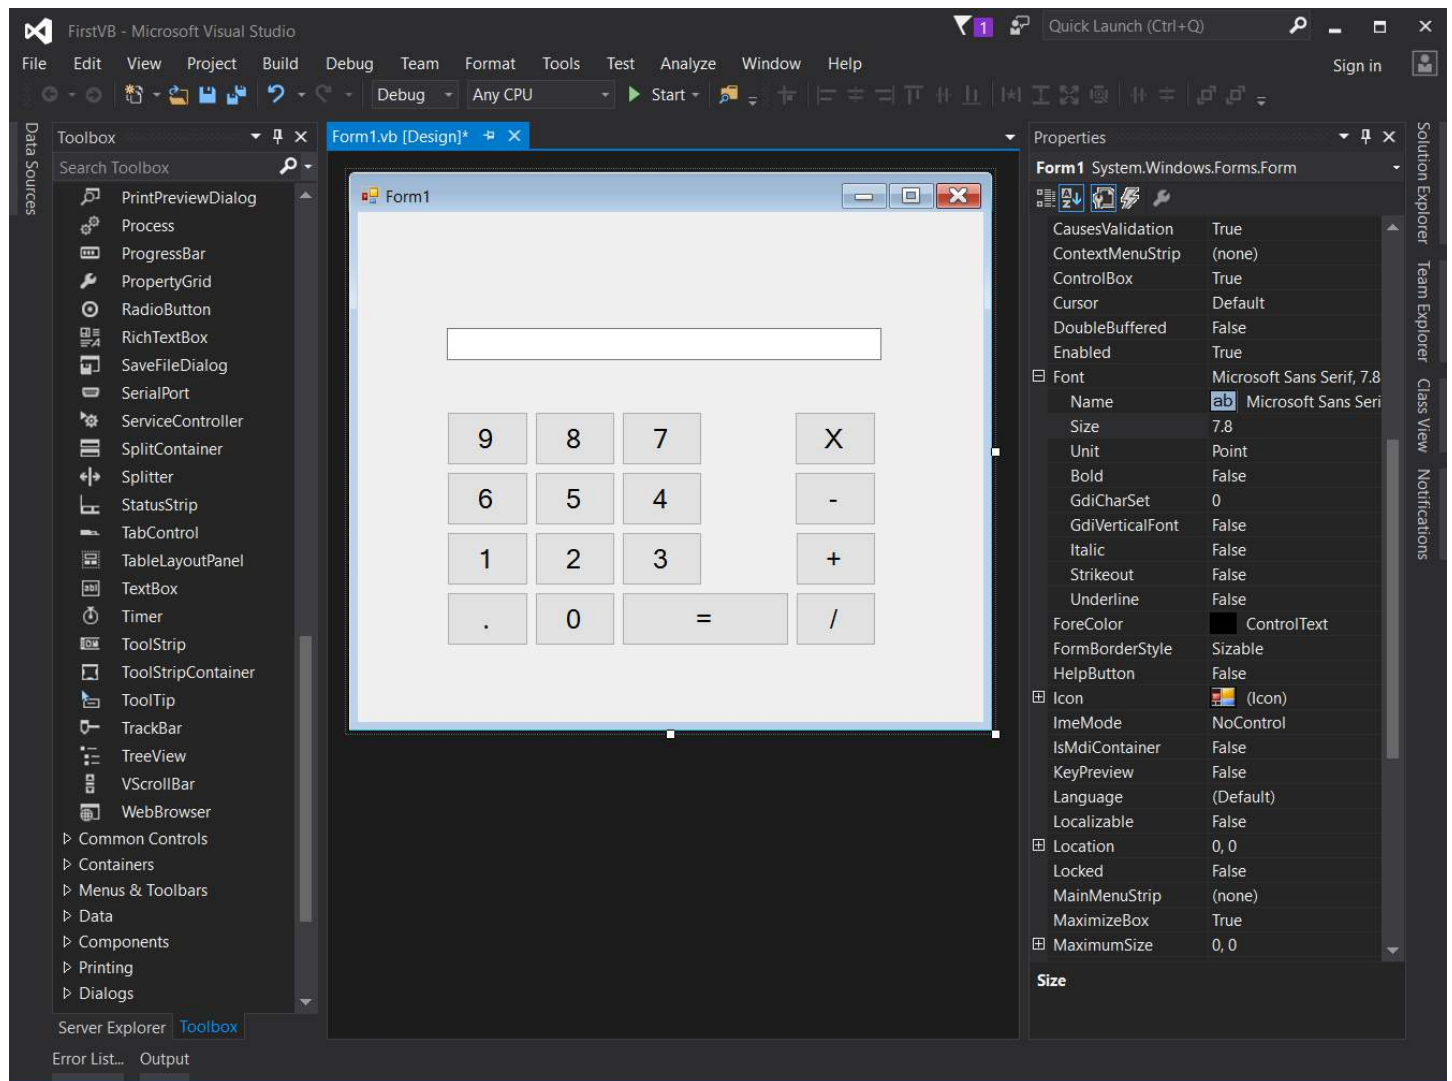 FirstVB - Microsoft Visual Studio
1
Quick Launch (Ctrl+Q)
File Edit View Project Build Debug Team Format Tools Test Analyze Window Help
Sign in
Debug Any CPU Start
Data Sources
Toolbox
Search Toolbox
PrintPreviewDialog
Process
ProgressBar
PropertyGrid
RadioButton
RichTextBox
SaveFileDialog
SerialPort
ServiceController
SplitContainer
Splitter
StatusStrip
TabControl
TableLayoutPanel
TextBox
Timer
ToolStrip
ToolStripContainer
ToolTip
TrackBar
TreeView
VScrollBar
WebBrowser
Common Controls
Containers
Menus & Toolbars
Data
Components
Printing
Dialogs
Server Explorer Toolbox
Error List... Output
Form1.vb [Design]*
Form1
9 8 7 X
6 5 4 -
1 2 3 +
. 0 = /
Properties
Form1 System.Windows.Forms.Form
CausesValidation True
ContextMenuStrip (none)
ControlBox True
Cursor Default
DoubleBuffered False
Enabled True
Font Microsoft Sans Serif, 7.8
Name ab Microsoft Sans Seri
Size 7.8
Unit Point
Bold False
GdiCharSet 0
GdiVerticalFont False
Italic False
Strikeout False
Underline False
ForeColor ControlText
FormBorderStyle Sizable
HelpButton False
Icon (Icon)
ImeMode NoControl
IsMdiContainer False
KeyPreview False
Language (Default)
Localizable False
Location 0, 0
Locked False
MainMenuStrip (none)
MaximizeBox True
MaximumSize 0, 0
Size
Solution Explorer
Team Explorer
Class View
Notifications